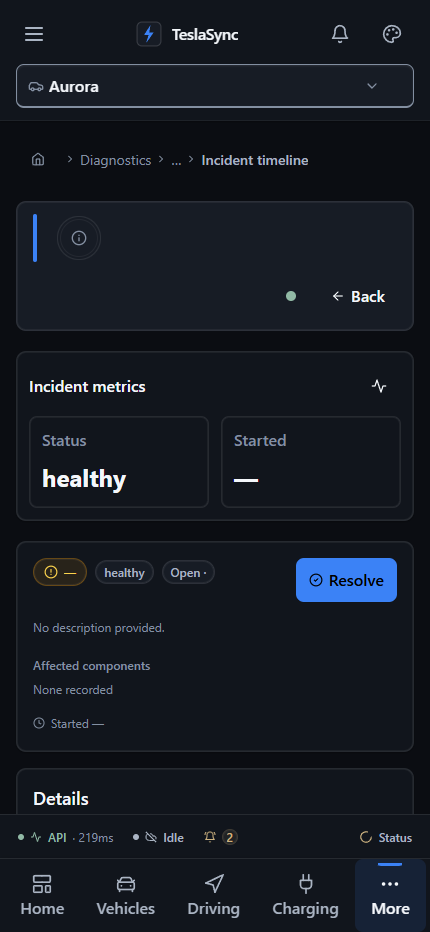 TeslaSync
Aurora
Diagnostics ... Incident timeline
Back
Incident metrics
Status
healthy
Started
—
— healthy Open ·
Resolve
No description provided.
Affected components
None recorded
Started —
Details
API · 219ms Idle 2 Status
Home Vehicles Driving Charging More